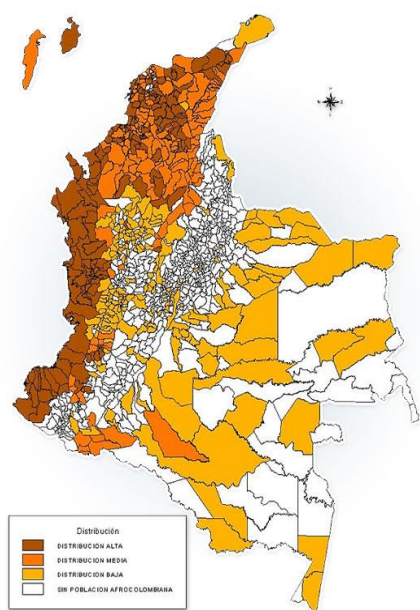 Distribución
DISTRIBUCION ALTA
DISTRIBUCION MEDIA
DISTRIBUCION BAJA
SIN POBLACION AFROCOLOMBIANA